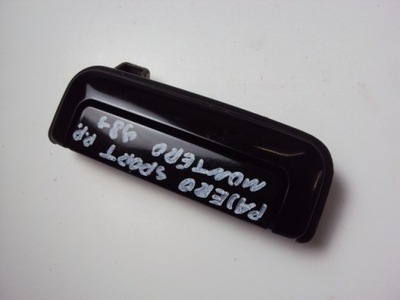 PAJERO SPORT P.P.
MONTERO 98-